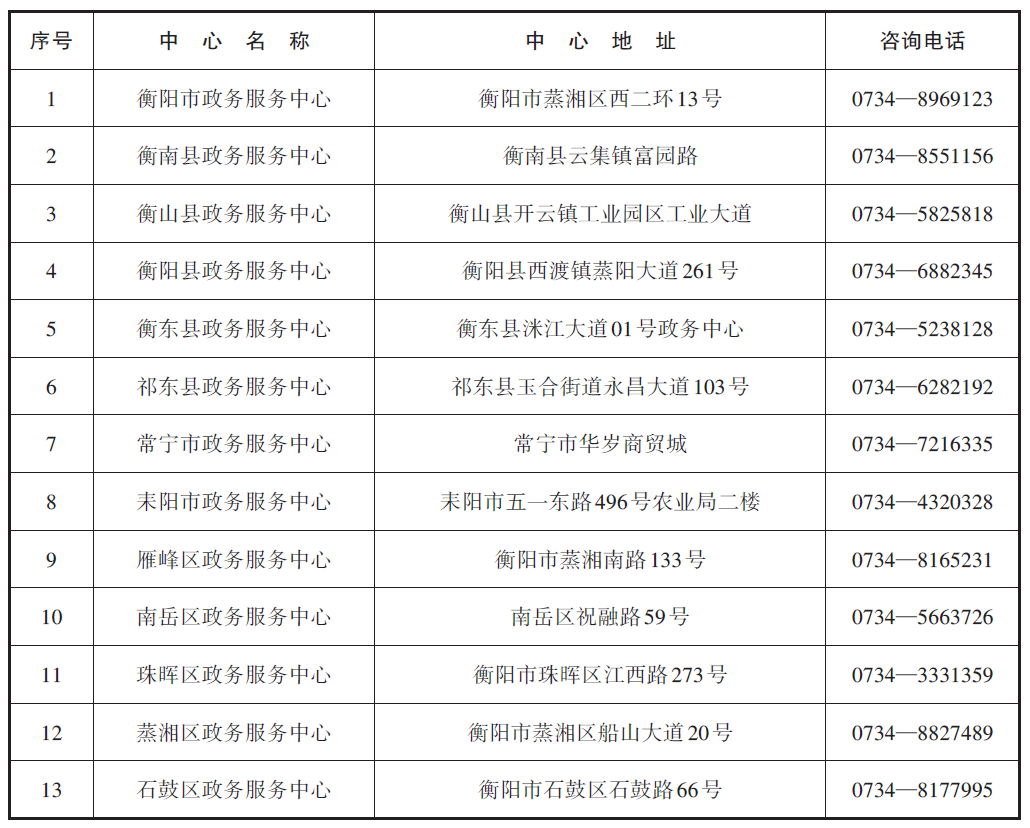 序号 中心名称 中心地址 咨询电话
1 衡阳市政务服务中心 衡阳市蒸湘区西二环13号 0734—8969123
2 衡南县政务服务中心 衡南县云集镇富园路 0734—8551156
3 衡山县政务服务中心 衡山县开云镇工业园区工业大道 0734—5825818
4 衡阳县政务服务中心 衡阳县西渡镇蒸阳大道261号 0734—6882345
5 衡东县政务服务中心 衡东县洣江大道01号政务中心 0734—5238128
6 祁东县政务服务中心 祁东县玉合街道永昌大道103号 0734—6282192
7 常宁市政务服务中心 常宁市华岁商贸城 0734—7216335
8 耒阳市政务服务中心 耒阳市五一东路496号农业局二楼 0734—4320328
9 雁峰区政务服务中心 衡阳市蒸湘南路133号 0734—8165231
10 南岳区政务服务中心 南岳区祝融路59号 0734—5663726
11 珠晖区政务服务中心 衡阳市珠晖区江西路273号 0734—3331359
12 蒸湘区政务服务中心 衡阳市蒸湘区船山大道20号 0734—8827489
13 石鼓区政务服务中心 衡阳市石鼓区石鼓路66号 0734—8177995